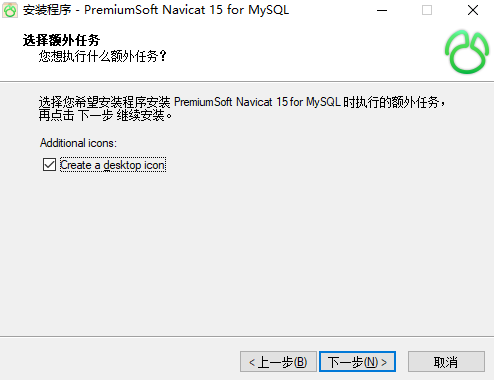 安装程序 - PremiumSoft Navicat 15 for MySQL
选择额外任务
您想执行什么额外任务？
选择您希望安装程序安装 PremiumSoft Navicat 15 for MySQL 时执行的额外任务，
再点击 下一步 继续安装。
Additional icons:
Create a desktop icon
< 上一步(B) 下一步(N) > 取消